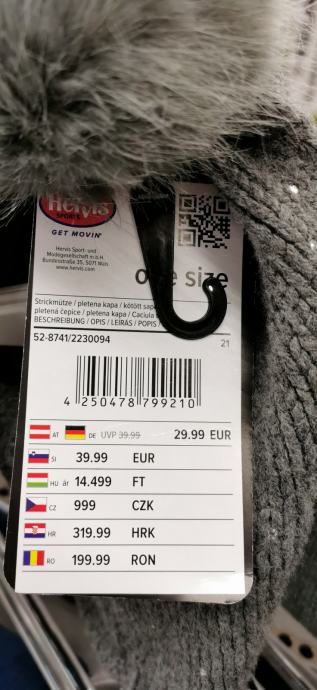 Hervis
SPORTS
GET MOVIN'
Hervis Sport- und
Modegesellschaft m.b.H.
Bundesstraße 35, 5071 Wals
www.hervis.com
one size
Strickmütze / pletena kapa / kötött
pletená čepice / pletena kapa / Caciula
BESCHREIBUNG / OPIS / LEÍRÁS / POPIS /
52-8741/2230094 21
4 250478 799210
AT DE UVP 39.99 29.99 EUR
SI 39.99 EUR
HU ár 14.499 FT
CZ 999 CZK
HR 319.99 HRK
RO 199.99 RON